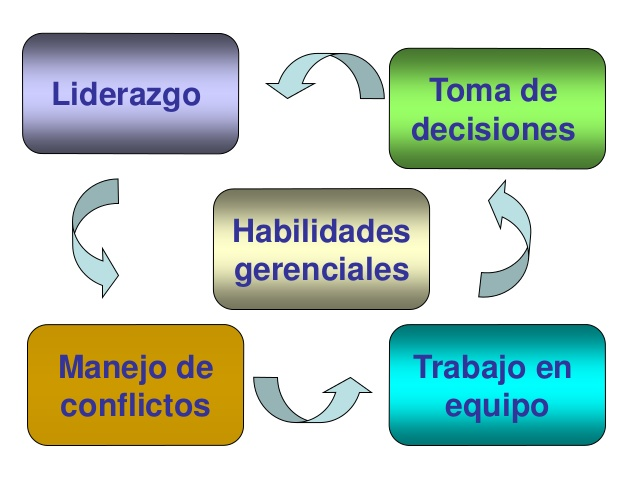 Liderazgo
Toma de
decisiones
Habilidades
gerenciales
Manejo de
conflictos
Trabajo en
equipo